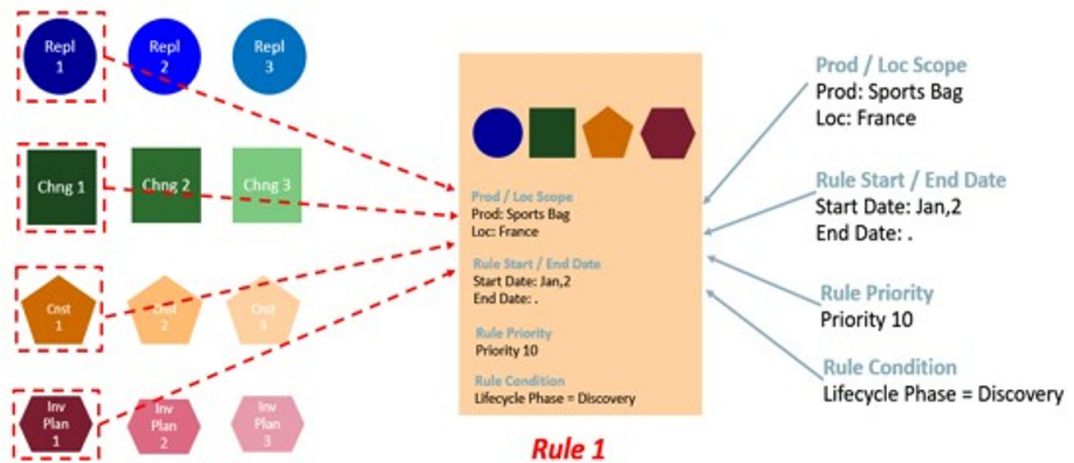 Repl
1
Repl
2
Repl
3
Chng 1
Chng 2
Chng 3
Cnst
1
Cnst
2
Cnst
3
Inv
Plan
1
Inv
Plan
2
Inv
Plan
3
Prod / Loc Scope
Prod: Sports Bag
Loc: France
Rule Start / End Date
Start Date: Jan,2
End Date: .
Rule Priority
Priority 10
Rule Condition
Lifecycle Phase = Discovery
Rule 1
Prod / Loc Scope
Prod: Sports Bag
Loc: France
Rule Start / End Date
Start Date: Jan,2
End Date: .
Rule Priority
Priority 10
Rule Condition
Lifecycle Phase = Discovery